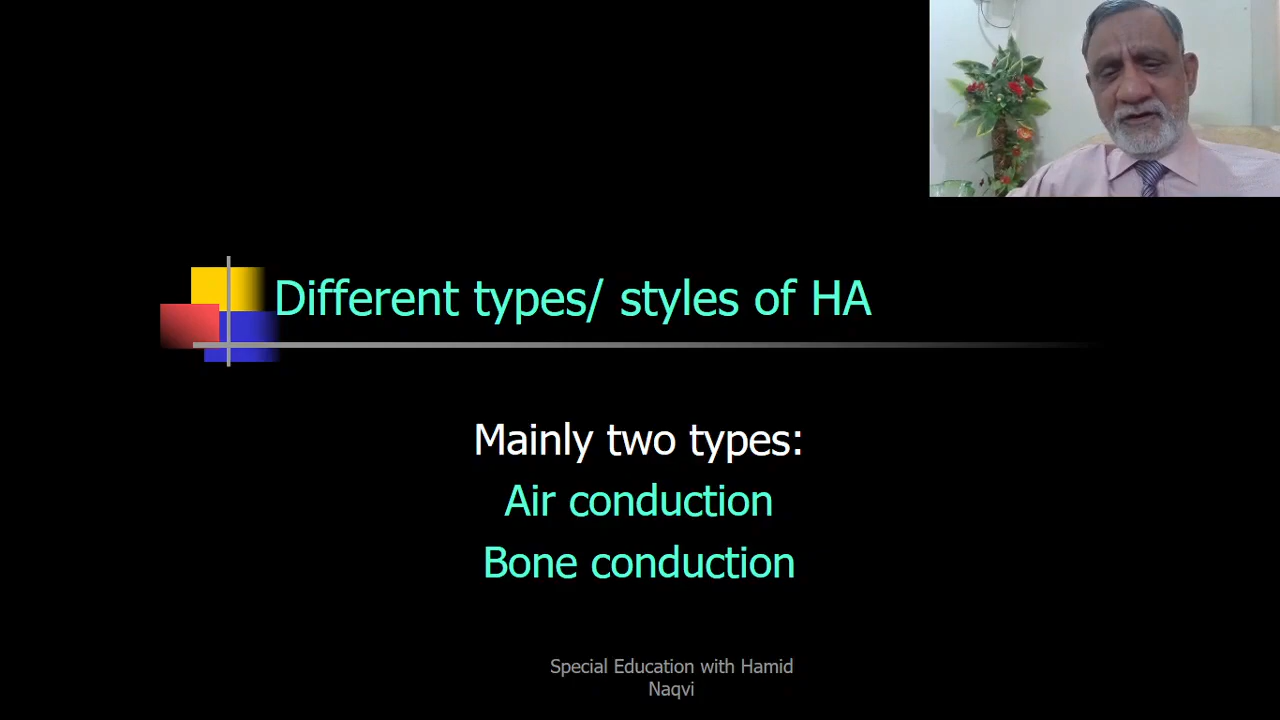 Different types/ styles of HA
Mainly two types:
Air conduction
Bone conduction
Special Education with Hamid
Naqvi